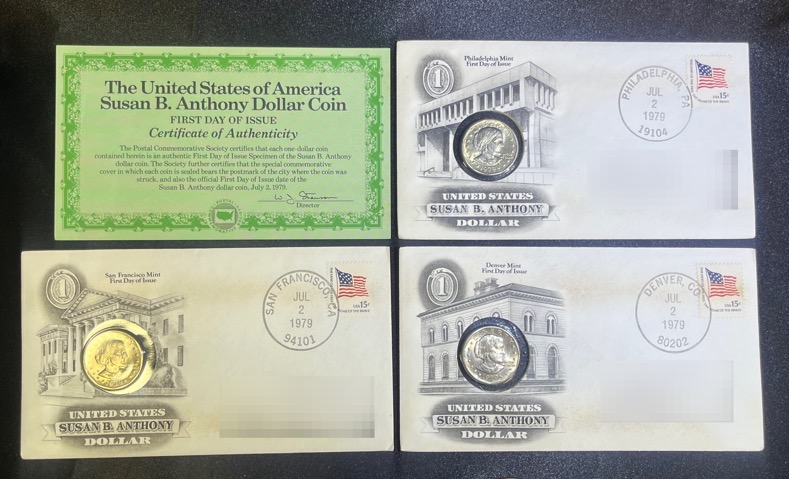 The United States of America
Susan B. Anthony Dollar Coin
FIRST DAY OF ISSUE
Certificate of Authenticity
The Postal Commemorative Society certifies that each one-dollar coin
contained herein is an authentic First Day of Issue Specimen of the Susan B. Anthony
dollar coin. The Society further certifies that the special commemorative
cover in which each coin is sealed bears the postmark of the city where the coin was
struck, and also the official First Day of Issue date of the
Susan B. Anthony dollar coin, July 2, 1979.
Director
Philadelphia Mint
First Day of Issue
1
UNITED STATES
SUSAN B. ANTHONY
DOLLAR
PHILADELPHIA, PA
JUL
2
1979
19104
USA 15c
San Francisco Mint
First Day of Issue
1
UNITED STATES
SUSAN B. ANTHONY
DOLLAR
SAN FRANCISCO, CA
JUL
2
1979
94101
USA 15c
Denver Mint
First Day of Issue
1
UNITED STATES
SUSAN B. ANTHONY
DOLLAR
DENVER, CO
JUL
2
1979
80202
USA 15c